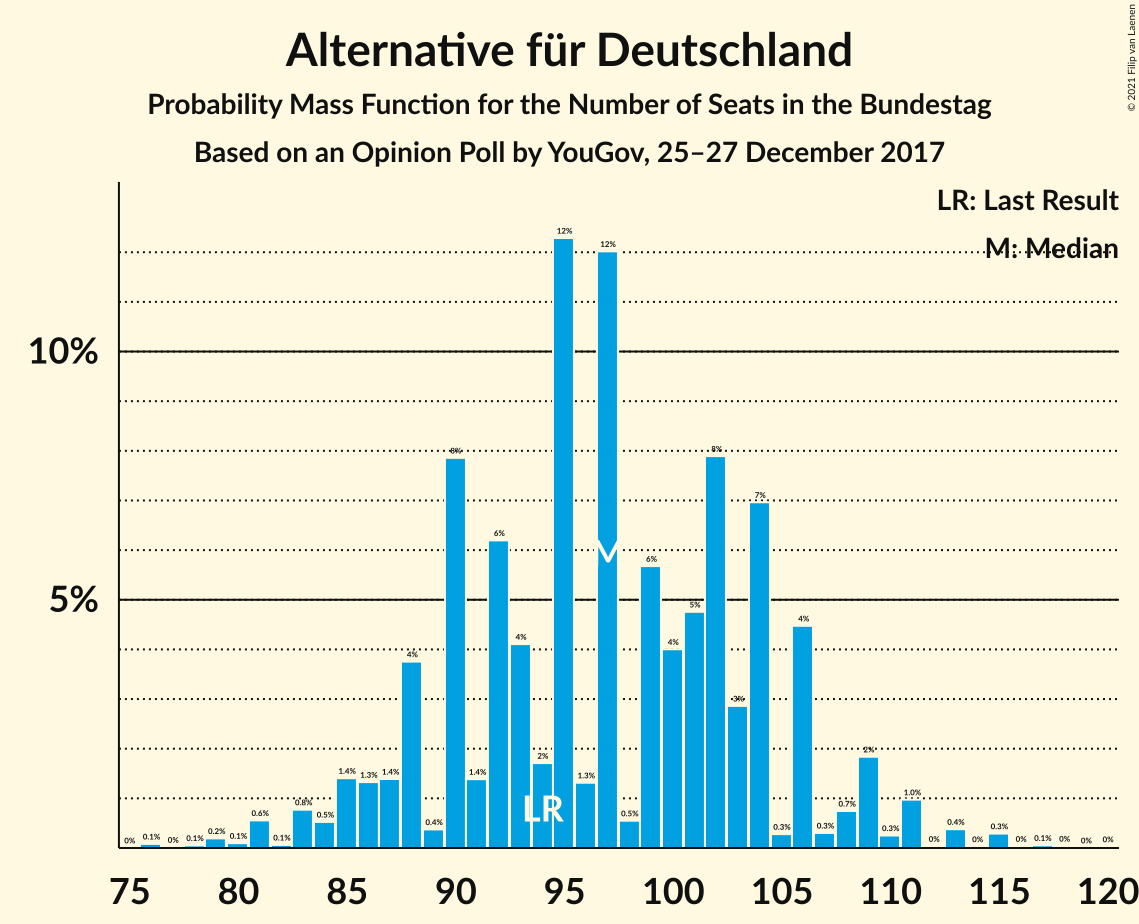 Alternative für Deutschland
Probability Mass Function for the Number of Seats in the Bundestag
Based on an Opinion Poll by YouGov, 25–27 December 2017
© 2021 Filip van Laenen
LR: Last Result
M: Median
10%
5%
0% 0.1% 0% 0.1% 0.2% 0.1% 0.6% 0.1% 0.8% 0.5% 1.4% 1.3% 1.4% 4% 0.4% 8% 1.4% 6% 4% 2% 12% 1.3% 12% 0.5% 6% 4% 5% 8% 3% 7% 0.3% 4% 0.3% 0.7% 2% 0.3% 1.0% 0% 0.4% 0% 0.3% 0% 0.1% 0% 0% 0%
M
LR
75 80 85 90 95 100 105 110 115 120